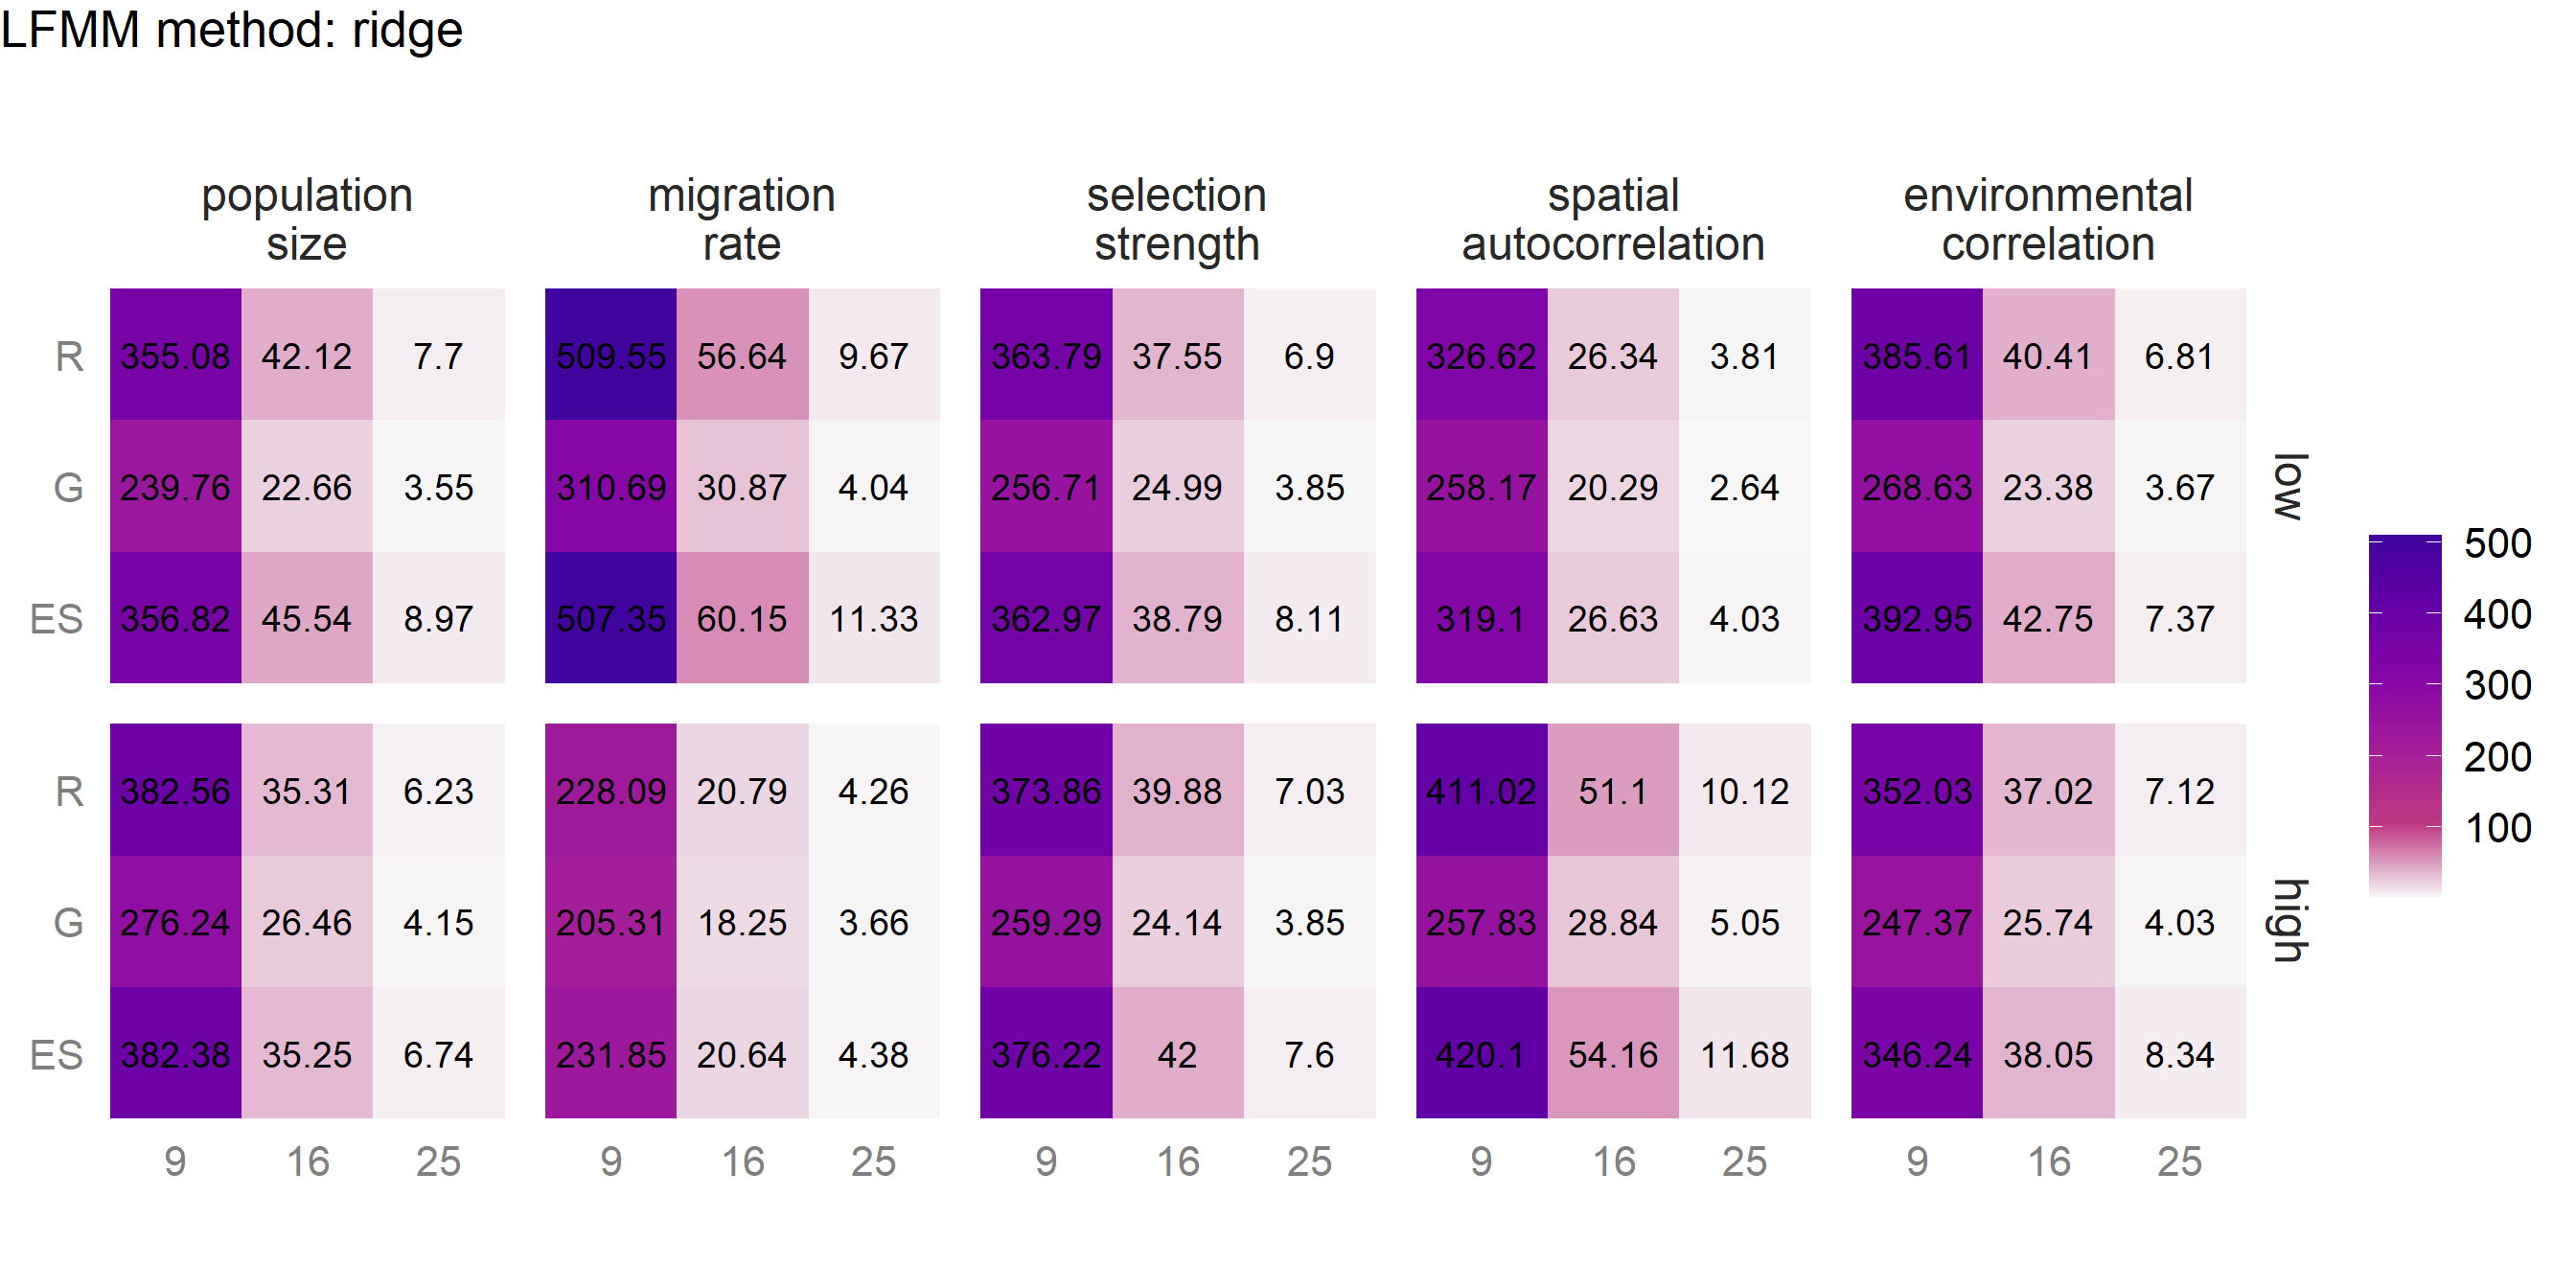 LFMM method: ridge
population size
migration rate
selection strength
spatial autocorrelation
environmental correlation
R 355.08 42.12 7.7 509.55 56.64 9.67 363.79 37.55 6.9 326.62 26.34 3.81 385.61 40.41 6.81
G 239.76 22.66 3.55 310.69 30.87 4.04 256.71 24.99 3.85 258.17 20.29 2.64 268.63 23.38 3.67
low
ES 356.82 45.54 8.97 507.35 60.15 11.33 362.97 38.79 8.11 319.1 26.63 4.03 392.95 42.75 7.37
R 382.56 35.31 6.23 228.09 20.79 4.26 373.86 39.88 7.03 411.02 51.1 10.12 352.03 37.02 7.12
G 276.24 26.46 4.15 205.31 18.25 3.66 259.29 24.14 3.85 257.83 28.84 5.05 247.37 25.74 4.03
high
ES 382.38 35.25 6.74 231.85 20.64 4.38 376.22 42 7.6 420.1 54.16 11.68 346.24 38.05 8.34
9 16 25 9 16 25 9 16 25 9 16 25 9 16 25
500
400
300
200
100